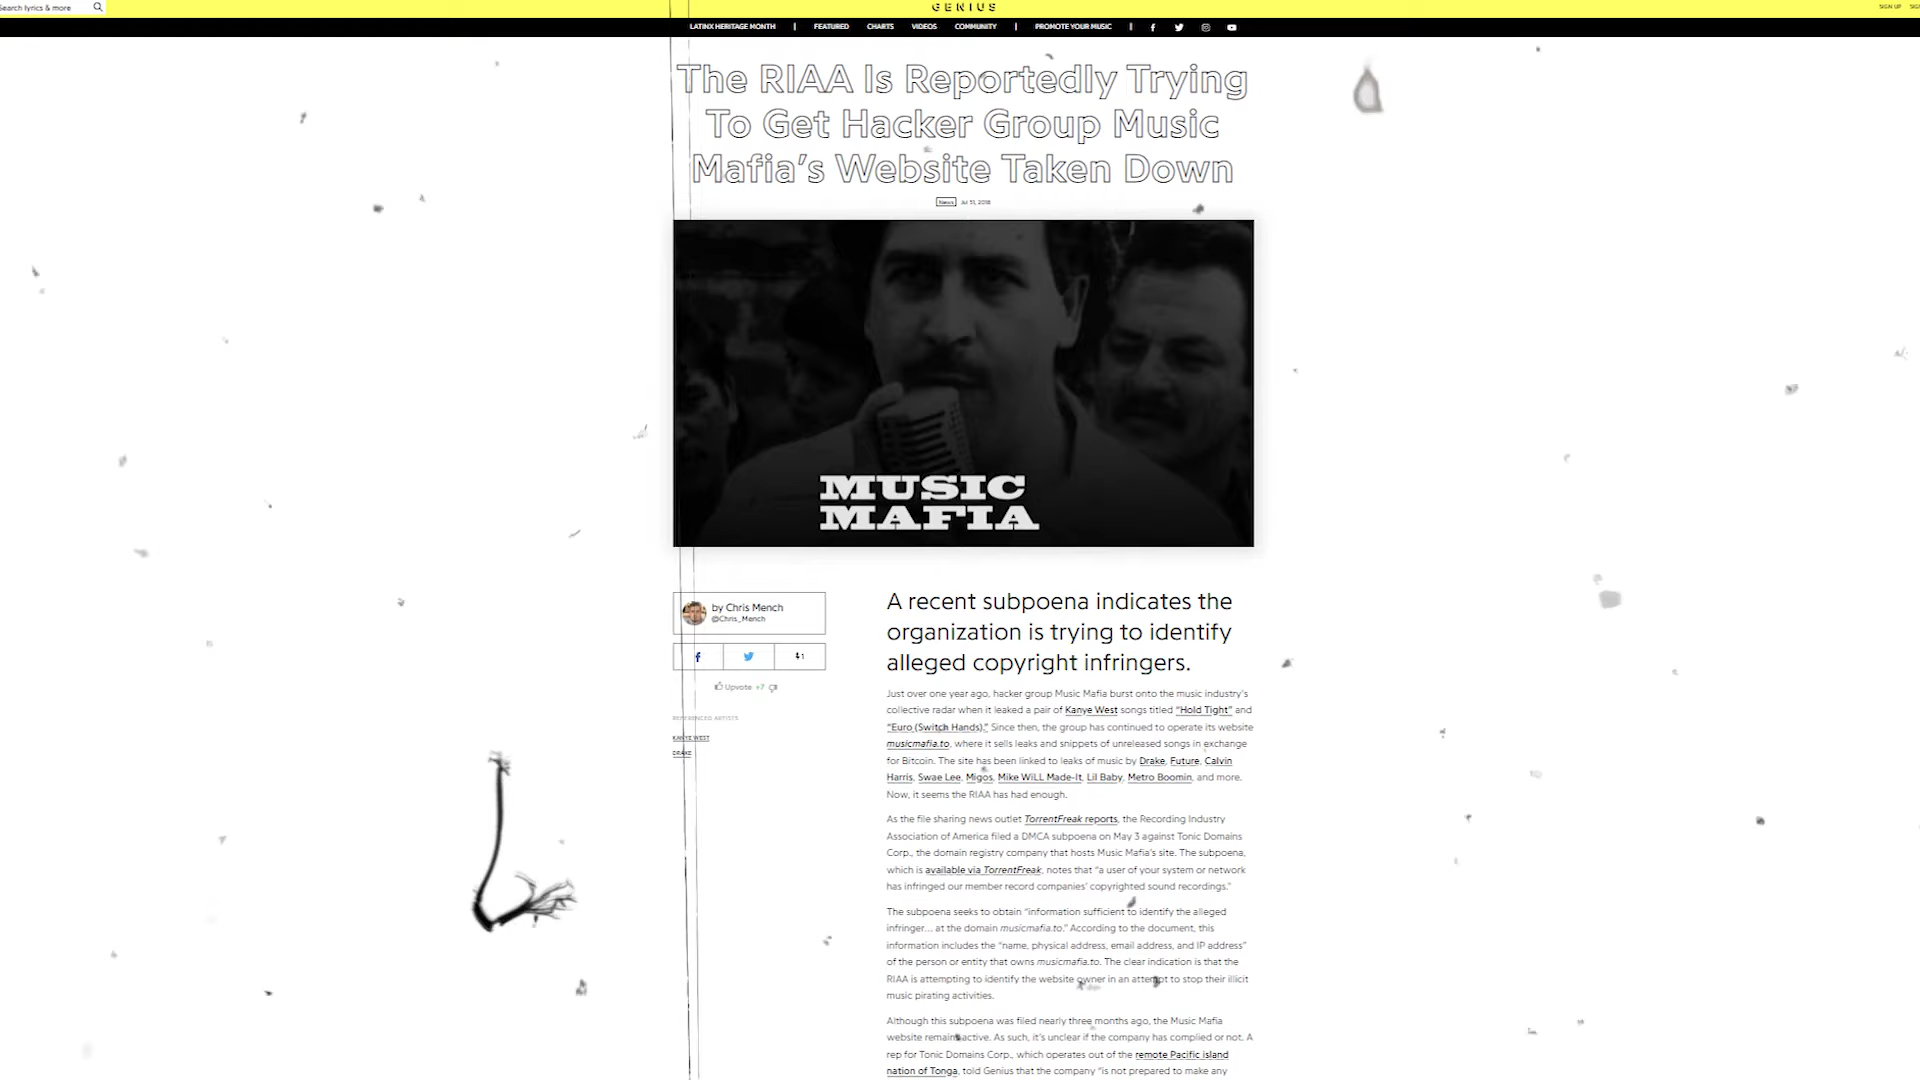 Search lyrics & more
GENIUS
SIGN UP
LATINX HERITAGE MONTH
FEATURED
CHARTS
VIDEOS
COMMUNITY
PROMOTE YOUR MUSIC
The RIAA Is Reportedly Trying
To Get Hacker Group Music
Mafia’s Website Taken Down
News Jul 31, 2018
MUSIC
MAFIA
by Chris Mench
@Chris_Mench
1
Upvote +7
REFERENCED ARTISTS
KANYE WEST
DRAKE
A recent subpoena indicates the
organization is trying to identify
alleged copyright infringers.
Just over one year ago, hacker group Music Mafia burst onto the music industry’s
collective radar when it leaked a pair of Kanye West songs titled “Hold Tight” and
“Euro (Switch Hands).” Since then, the group has continued to operate its website
musicmafia.to, where it sells leaks and snippets of unreleased songs in exchange
for Bitcoin. The site has been linked to leaks of music by Drake, Future, Calvin
Harris, Swae Lee, Migos, Mike WiLL Made-It, Lil Baby, Metro Boomin, and more.
Now, it seems the RIAA has had enough.
As the file sharing news outlet TorrentFreak reports, the Recording Industry
Association of America filed a DMCA subpoena on May 3 against Tonic Domains
Corp., the domain registry company that hosts Music Mafia’s site. The subpoena,
which is available via TorrentFreak, notes that “a user of your system or network
has infringed our member record companies’ copyrighted sound recordings.”
The subpoena seeks to obtain “information sufficient to identify the alleged
infringer... at the domain musicmafia.to.” According to the document, this
information includes the “name, physical address, email address, and IP address”
of the person or entity that owns musicmafia.to. The clear indication is that the
RIAA is attempting to identify the website owner in an attempt to stop their illicit
music pirating activities.
Although this subpoena was filed nearly three months ago, the Music Mafia
website remains active. As such, it’s unclear if the company has complied or not. A
rep for Tonic Domains Corp., which operates out of the remote Pacific island
nation of Tonga, told Genius that the company “is not prepared to make any